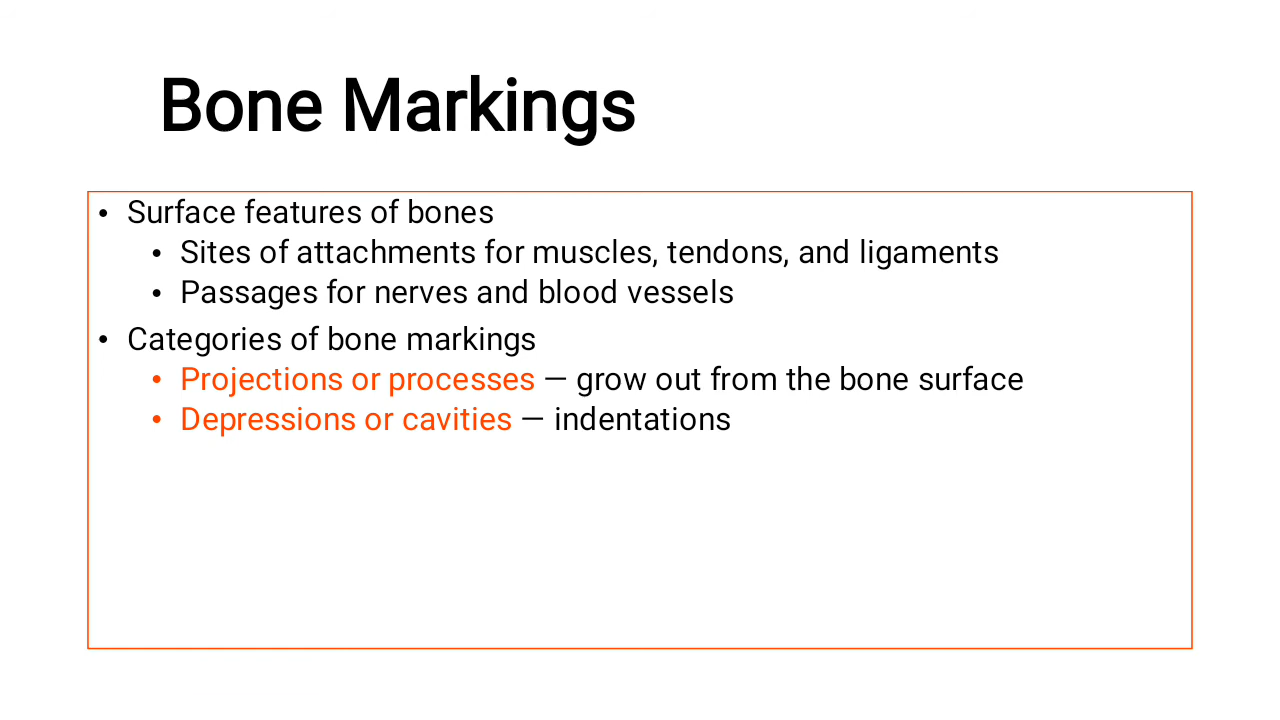 Bone Markings
• Surface features of bones
• Sites of attachments for muscles, tendons, and ligaments
• Passages for nerves and blood vessels
• Categories of bone markings
• Projections or processes — grow out from the bone surface
• Depressions or cavities — indentations